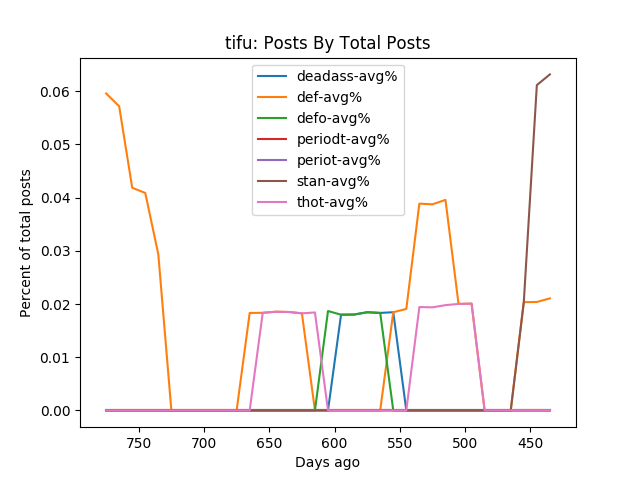 tifu: Posts By Total Posts
Percent of total posts
0.06
0.05
0.04
0.03
0.02
0.01
0.00
deadass-avg%
def-avg%
defo-avg%
periodt-avg%
periot-avg%
stan-avg%
thot-avg%
750 700 650 600 550 500 450
Days ago